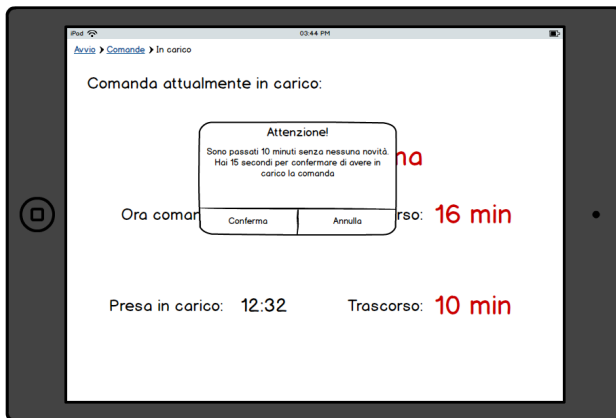 iPod 03:44 PM
Avvio Comande In carico
Comanda attualmente in carico:
Attenzione!
Sono passati 10 minuti senza nessuna novità.
Hai 15 secondi per confermare di avere in
carico la comanda
na
Ora coman rso: 16 min
Conferma Annulla
Presa in carico: 12:32 Trascorso: 10 min